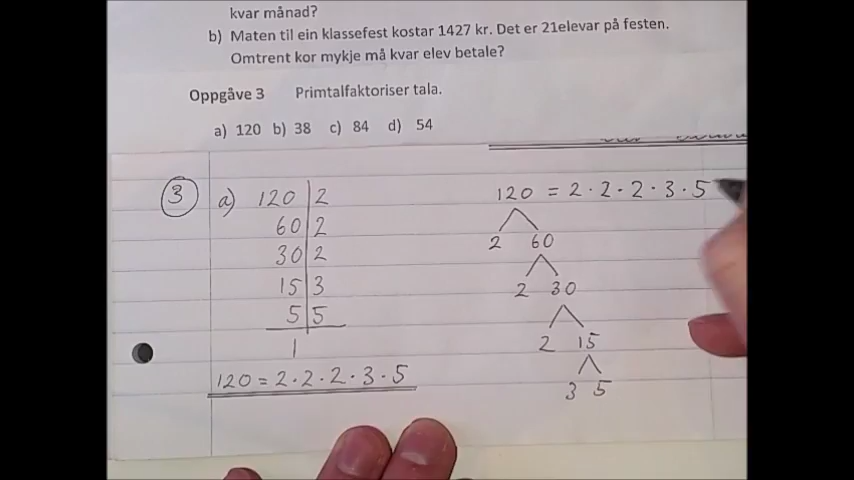 kvar månad?
b) Maten til ein klassefest kostar 1427 kr. Det er 21elevar på festen.
Omtrent kor mykje må kvar elev betale?
Oppgåve 3 Primtalfaktoriser tala.
a) 120 b) 38 c) 84 d) 54
3 a) 120 | 2
60 | 2
30 | 2
15 | 3
5 | 5
1
120 = 2 · 2 · 2 · 3 · 5
120 = 2 · 2 · 2 · 3 · 5
2 60
2 30
2 15
3 5